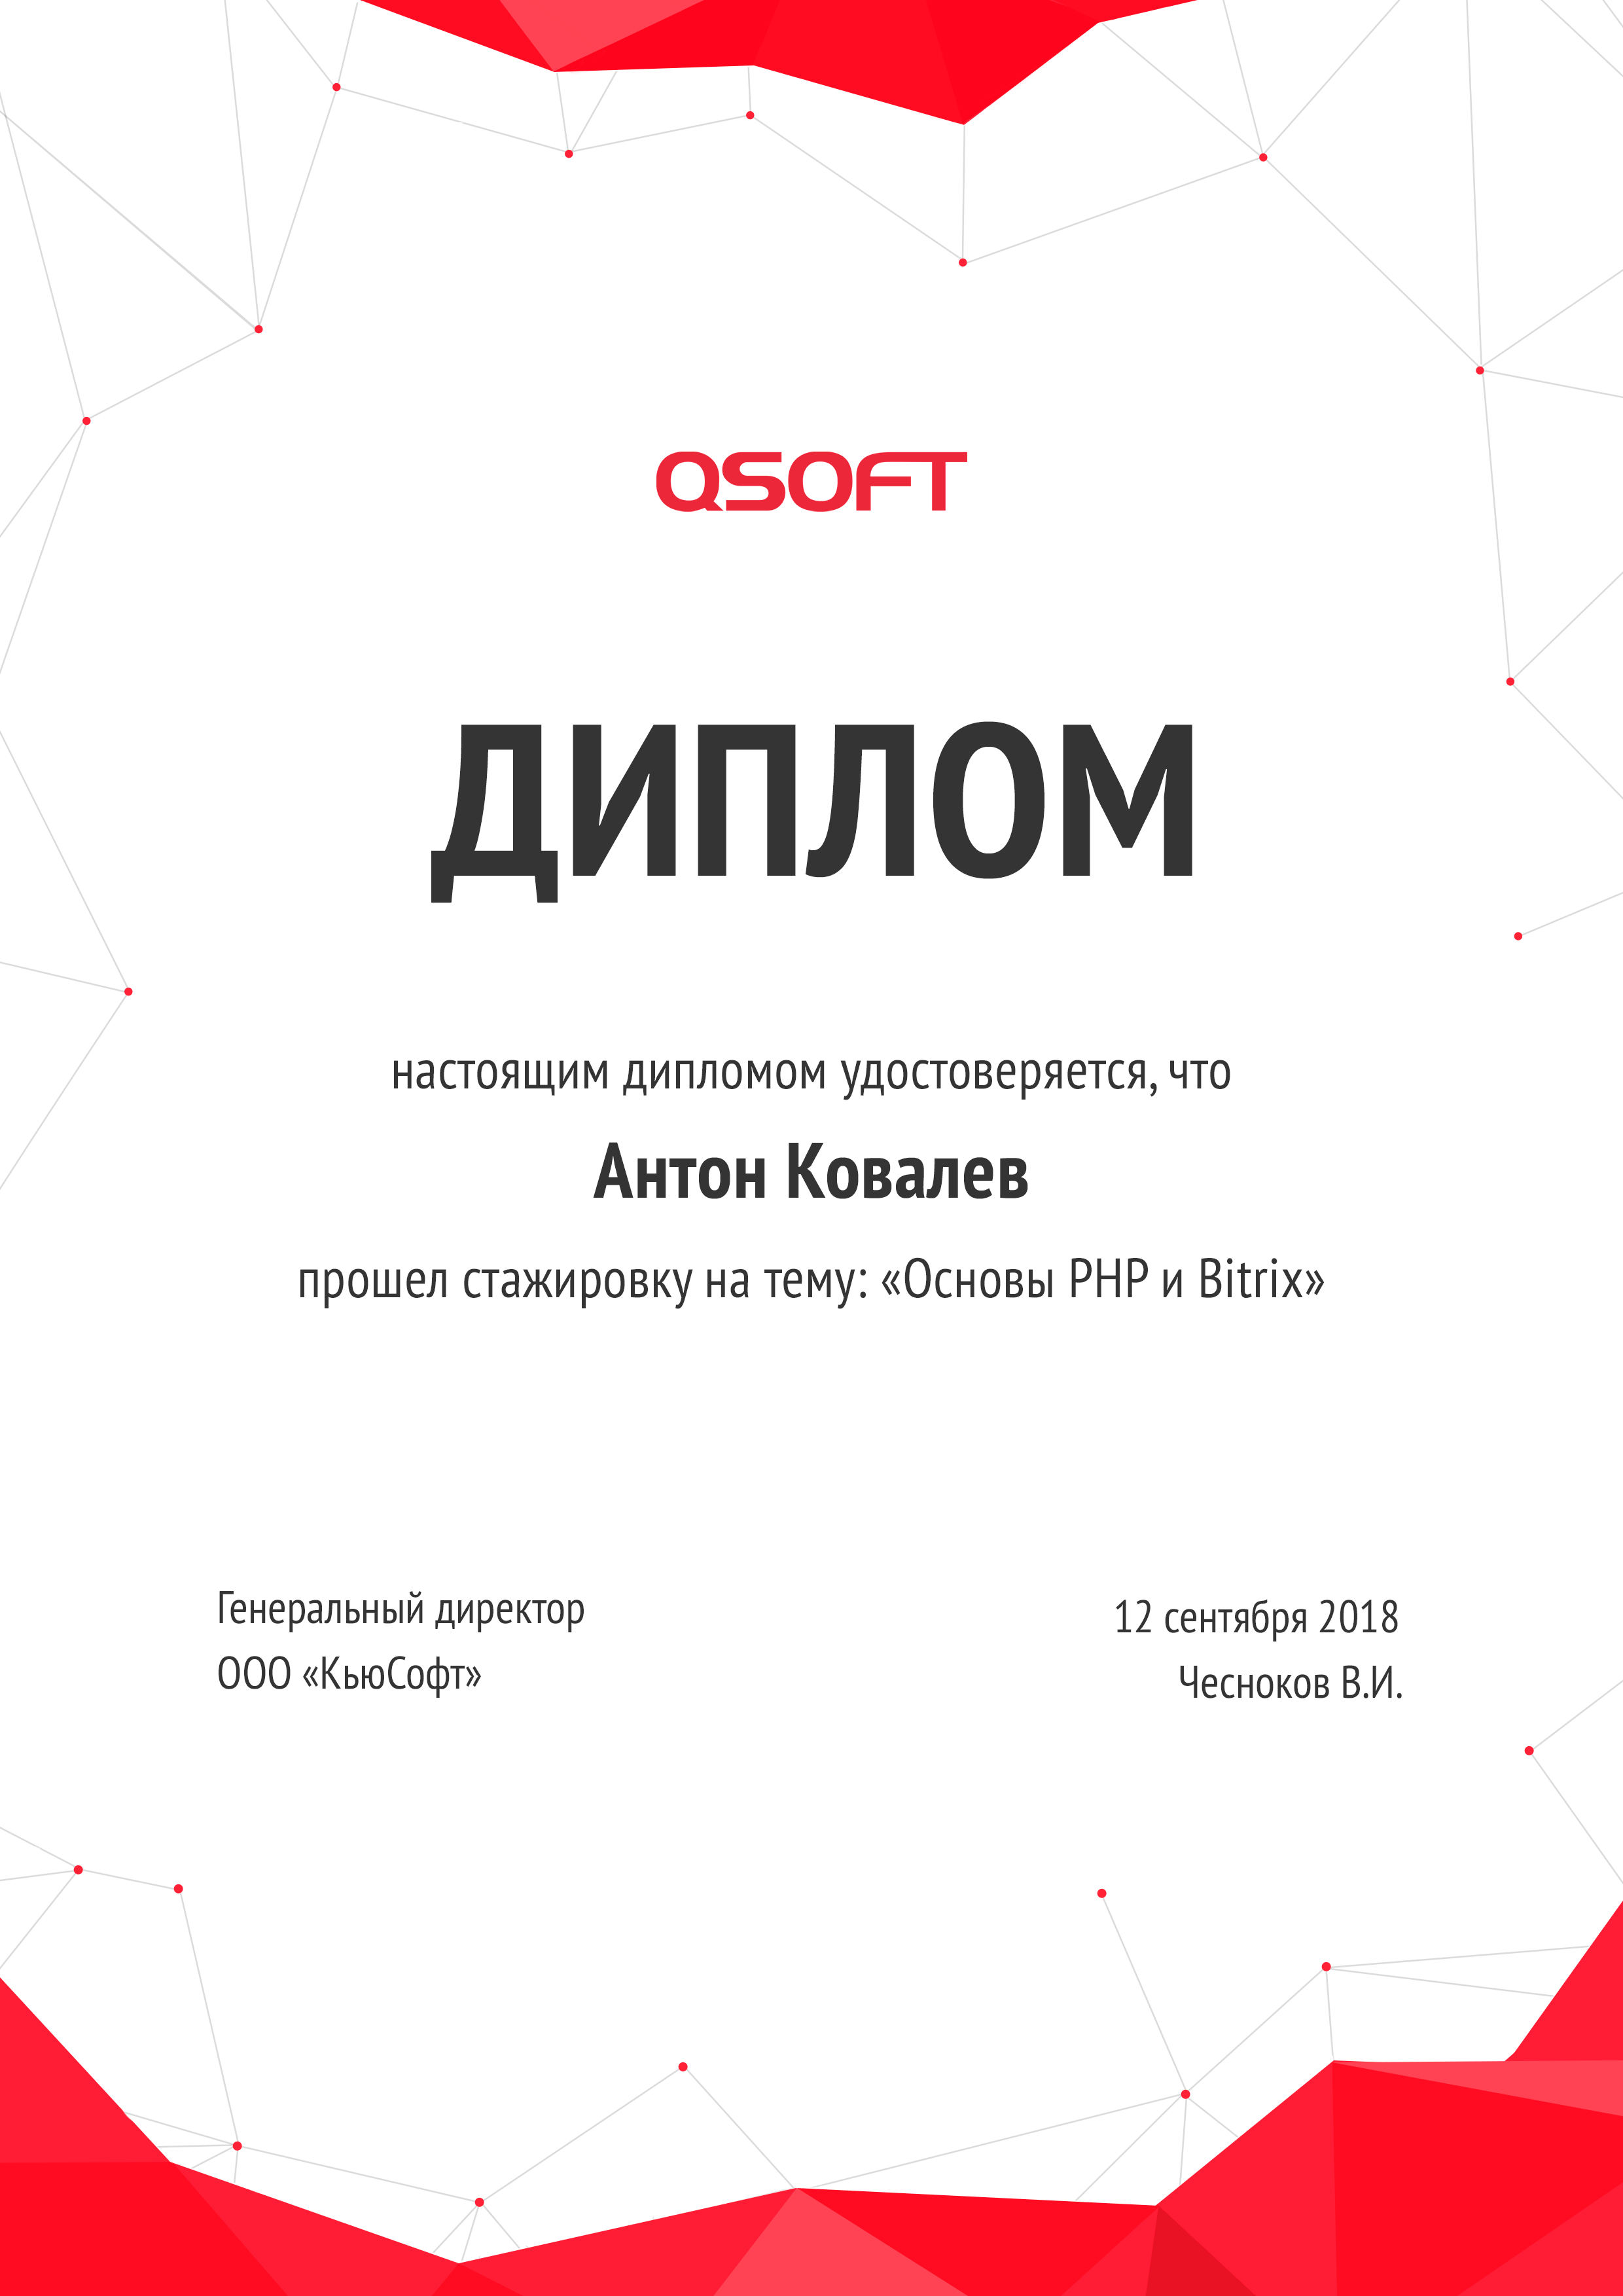 QSOFT
ДИПЛОМ
настоящим дипломом удостоверяется, что
Антон Ковалев
прошел стажировку на тему: «Основы PHP и Bitrix»
Генеральный директор
ООО «КьюСофт»
12 сентября 2018
Чесноков В.И.